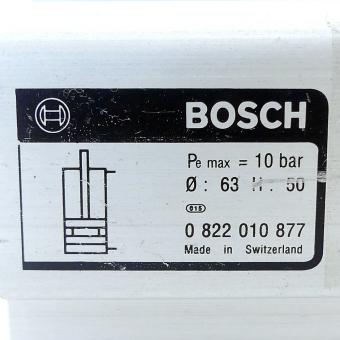 BOSCH
Pe max = 10 bar
Ø : 63 H : 50
015
0 822 010 877
Made in Switzerland